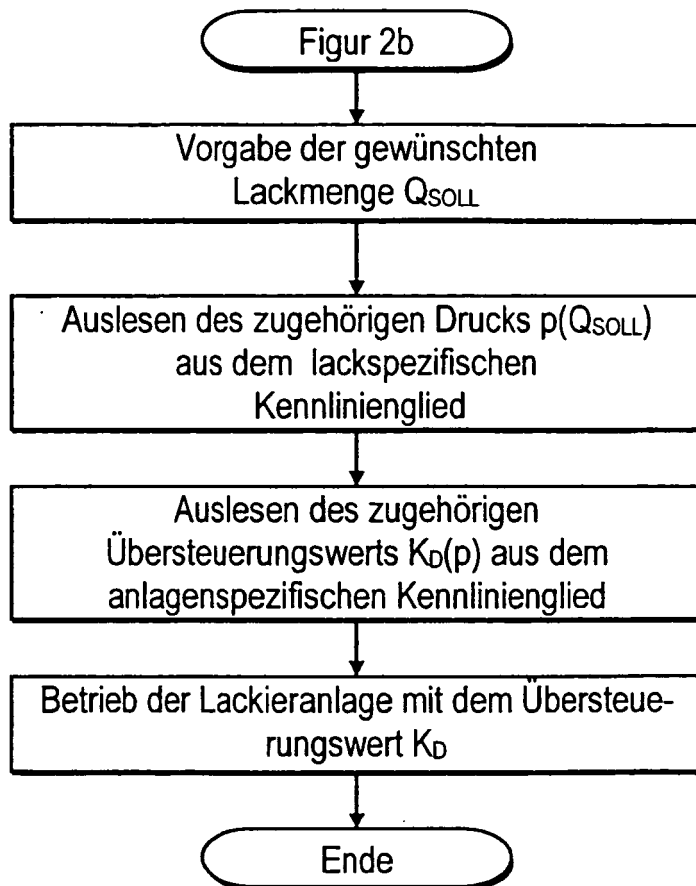 Figur 2b
Vorgabe der gewünschten
Lackmenge QSOLL
Auslesen des zugehörigen Drucks p(QSOLL)
aus dem lackspezifischen
Kennlinienglied
Auslesen des zugehörigen
Übersteuerungswerts KD(p) aus dem
anlagenspezifischen Kennlinienglied
Betrieb der Lackieranlage mit dem Übersteue-
rungswert KD
Ende